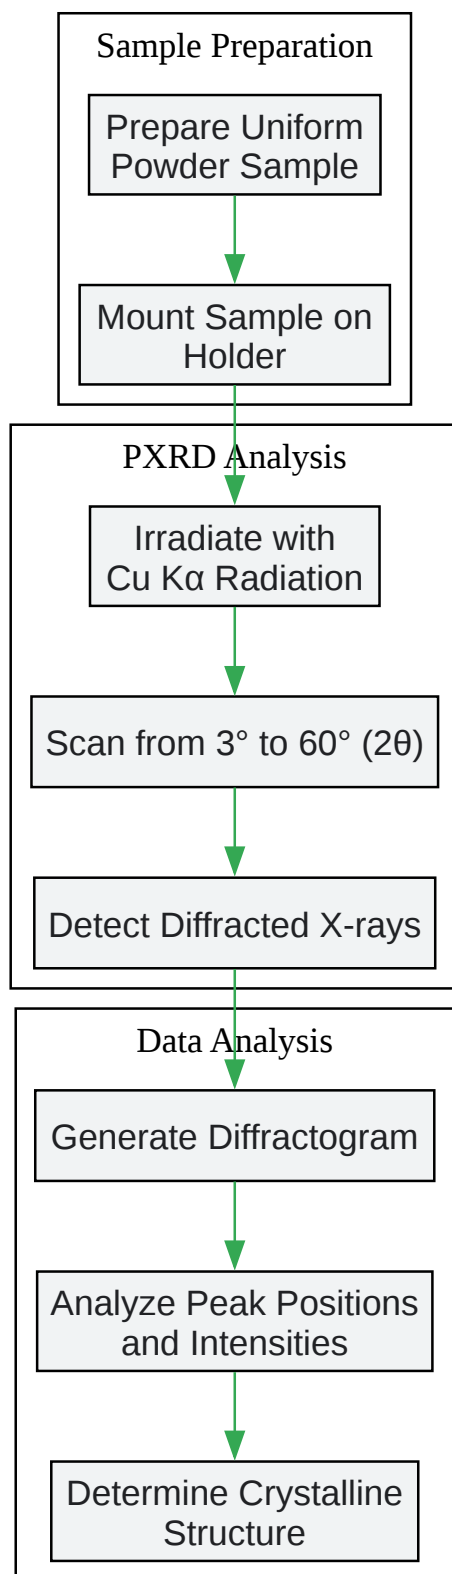 Sample Preparation
Prepare Uniform
Powder Sample
Mount Sample on
Holder
PXRD Analysis
Irradiate with
Cu Kα Radiation
Scan from 3° to 60° (2θ)
Detect Diffracted X-rays
Data Analysis
Generate Diffractogram
Analyze Peak Positions
and Intensities
Determine Crystalline
Structure